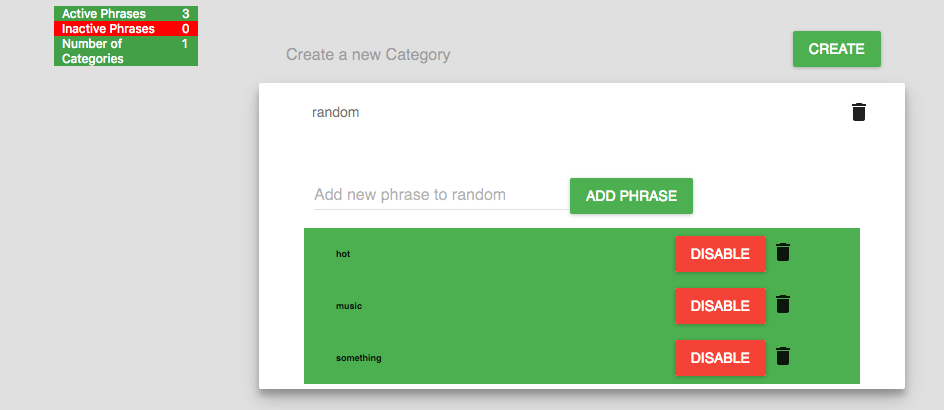 Active Phrases 3
Inactive Phrases 0
Number of 1
Categories
Create a new Category
CREATE
random
Add new phrase to random
ADD PHRASE
hot
DISABLE
music
DISABLE
something
DISABLE